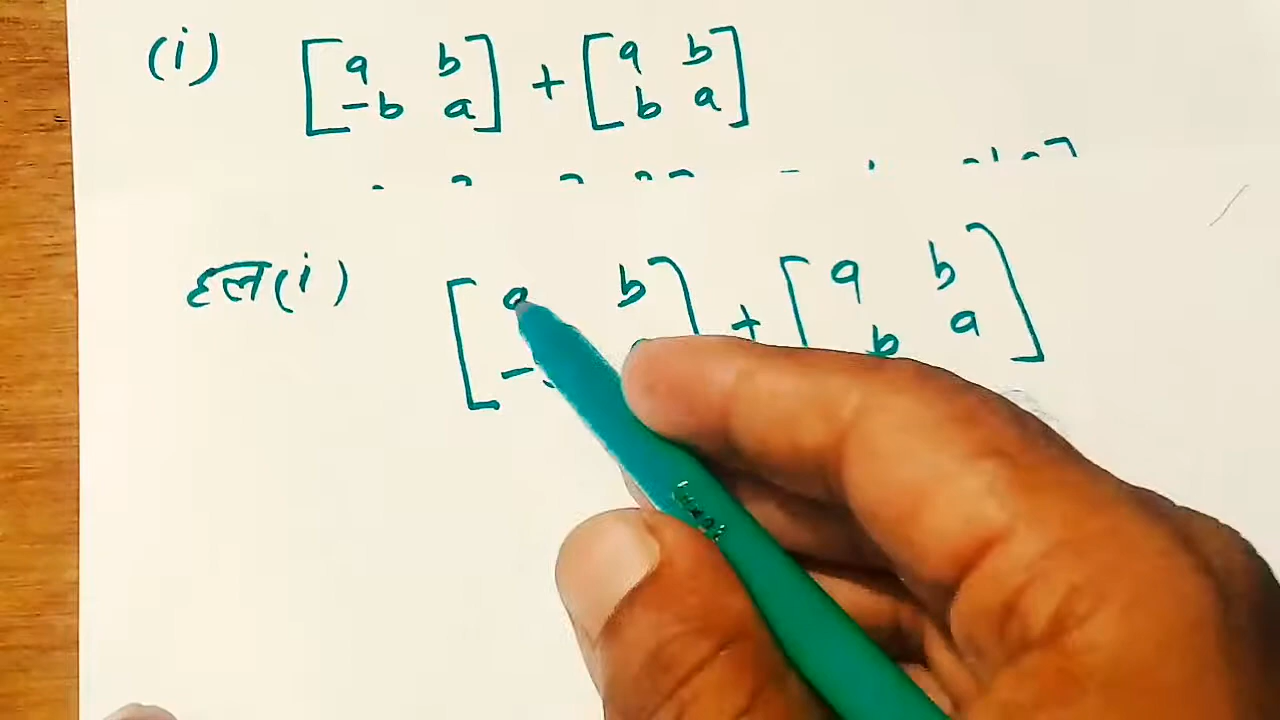 (i) [a b] + [a b]
[-b a] [b a]
हल(i) [a b] + [a b]
[- ] [b a]